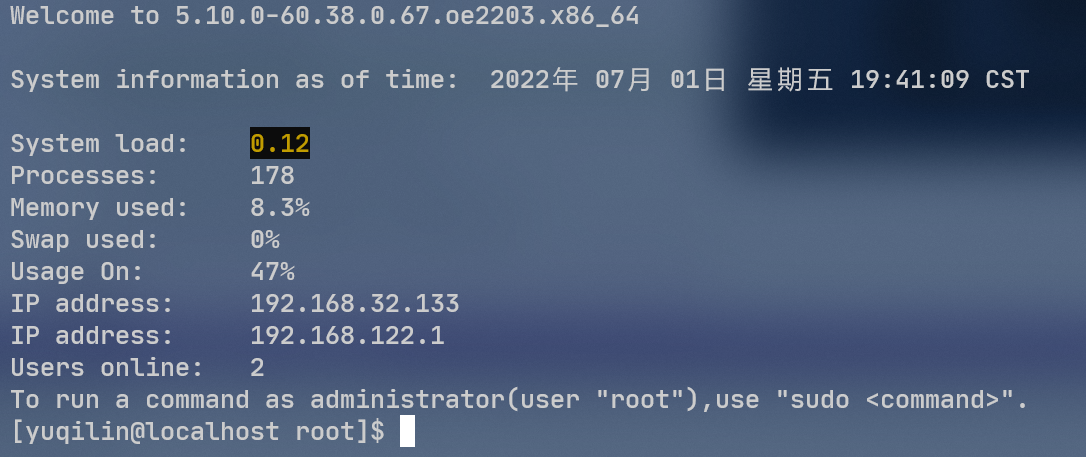 Welcome to 5.10.0-60.38.0.67.oe2203.x86_64
System information as of time:  2022年 07月 01日 星期五 19:41:09 CST
System load:    0.12
Processes:      178
Memory used:    8.3%
Swap used:      0%
Usage On:       47%
IP address:     192.168.32.133
IP address:     192.168.122.1
Users online:   2
To run a command as administrator(user "root"),use "sudo <command>".
[yuqilin@localhost root]$